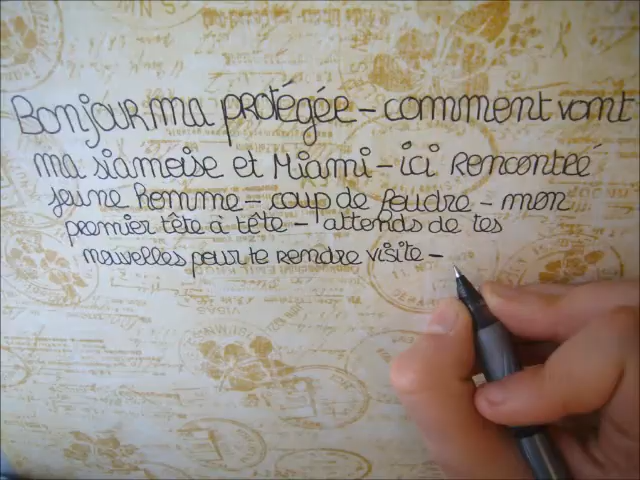 Bonjour ma protégée - comment vont
ma siamoise et Miami - ici rencontré
jeune homme - coup de foudre - mon
premier tête à tête - attends de tes
nouvelles pour te rendre visite -